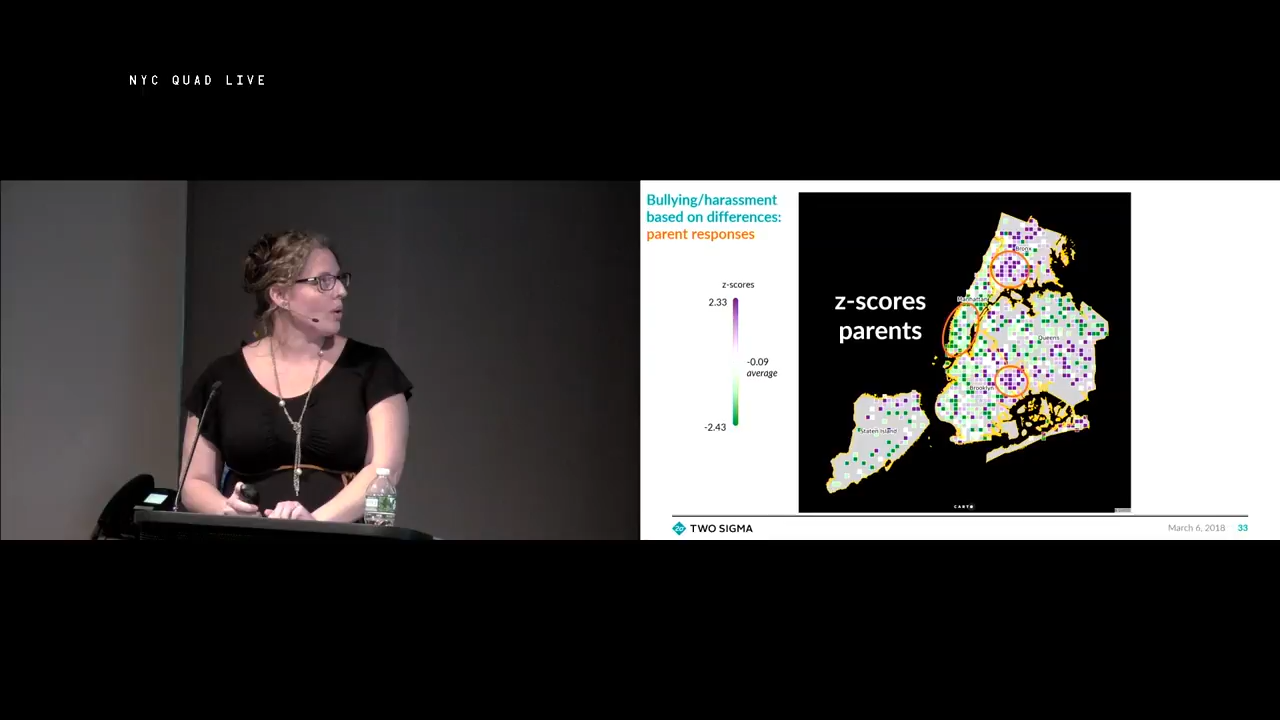 NYC QUAD LIVE
Bullying/harassment
based on differences:
parent responses
z-scores
2.33
-0.09
average
-2.43
z-scores
parents
Bronx
Manhattan
Queens
Brooklyn
Staten Island
CARTO
TWO SIGMA
March 6, 2018 33